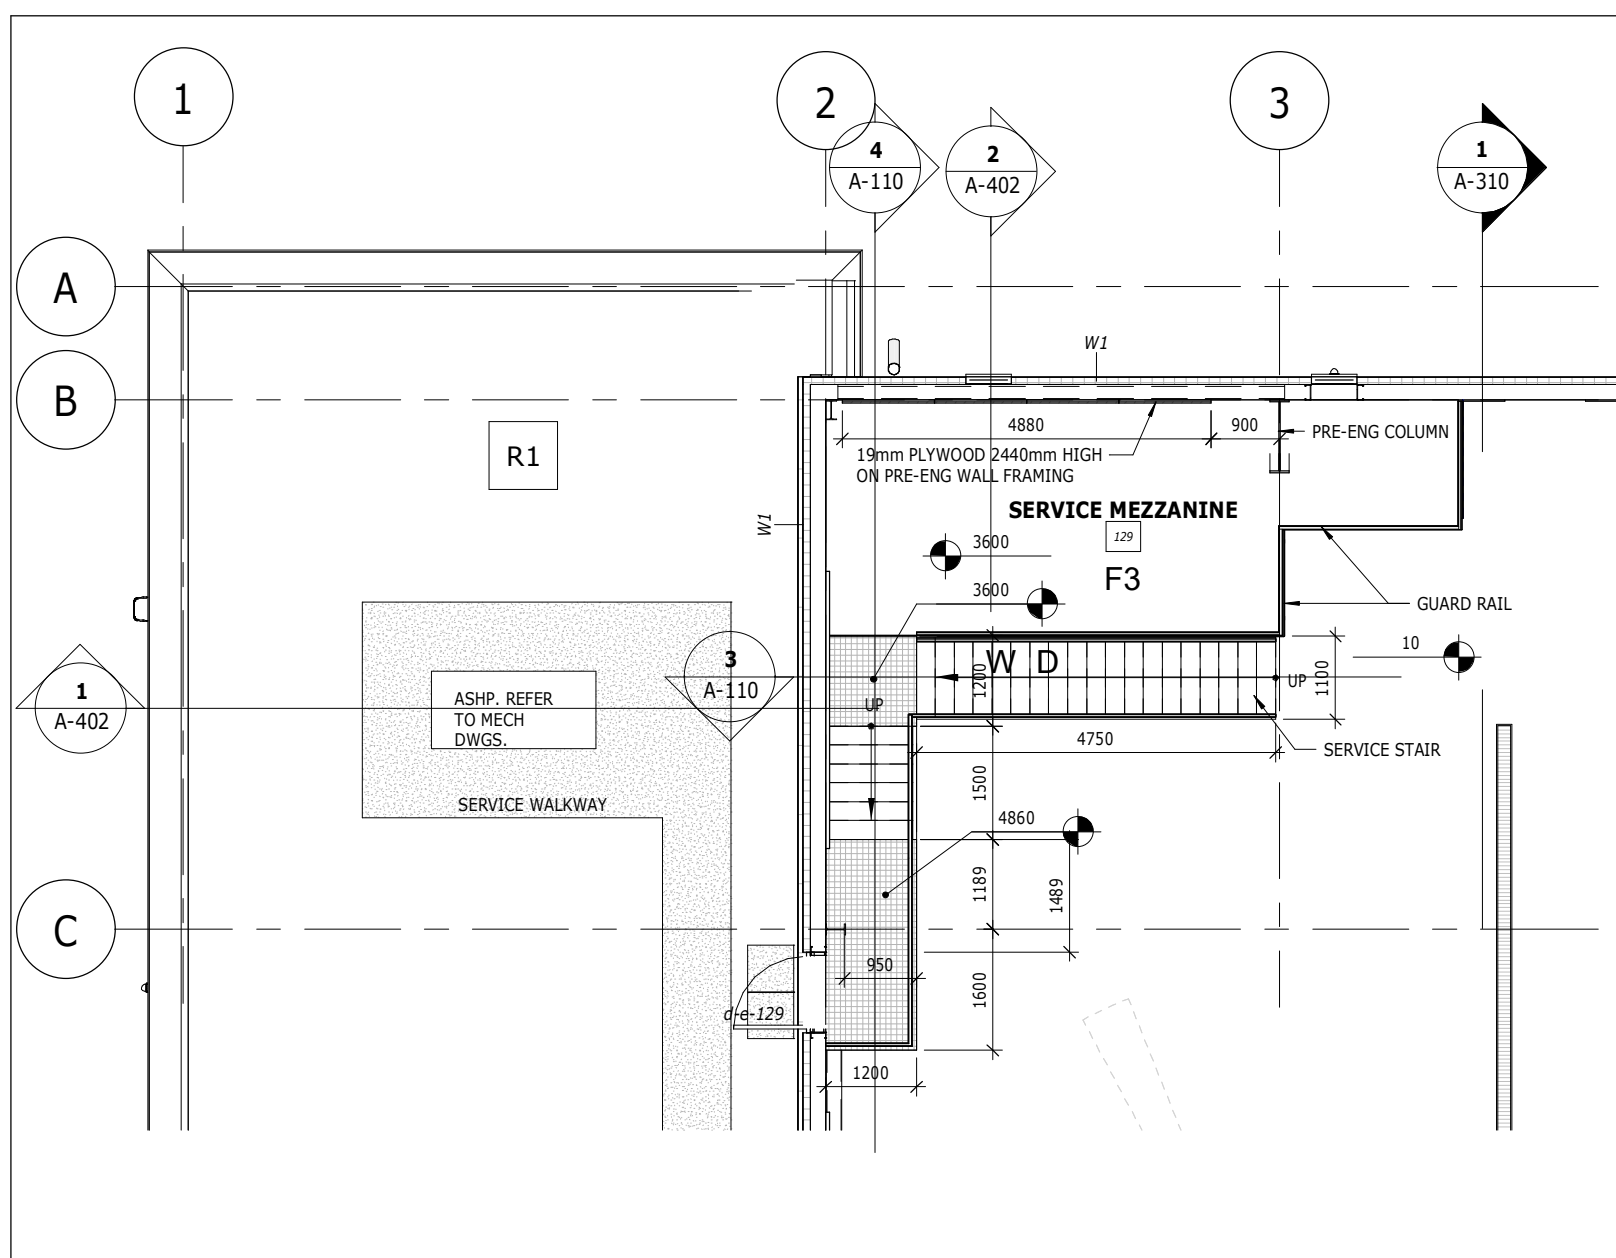 1
2
3
4
A-110
2
A-402
1
A-310
A
B
C
W1
4880
900
PRE-ENG COLUMN
19mm PLYWOOD 2440mm HIGH
ON PRE-ENG WALL FRAMING
R1
SERVICE MEZZANINE
W1
129
3600
F3
3600
GUARD RAIL
10
W D
3
A-110
1200
UP
1100
UP
1
A-402
ASHP. REFER
TO MECH
DWGS.
4750
SERVICE STAIR
1500
SERVICE WALKWAY
4860
1189
1489
950
1600
d-e-129
1200